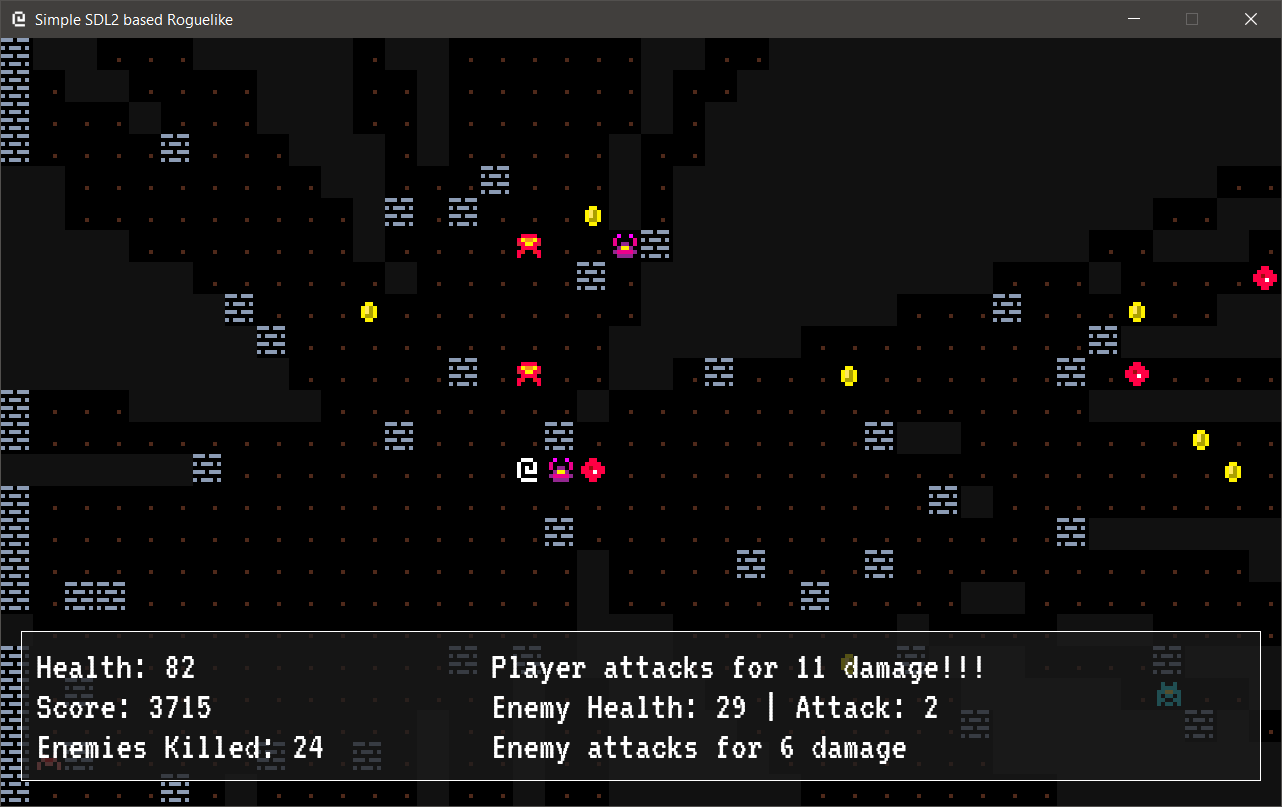 Simple SDL2 based Roguelike
Health: 82
Score: 3715
Enemies Killed: 24
Player attacks for 11 damage!!!
Enemy Health: 29 | Attack: 2
Enemy attacks for 6 damage